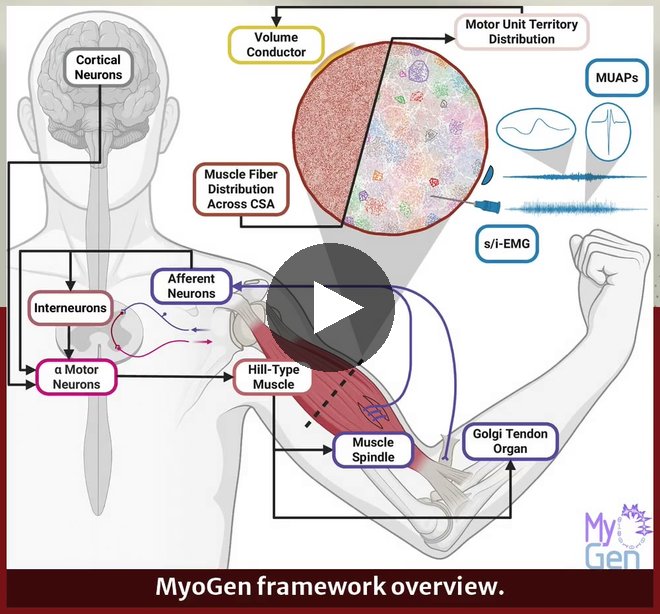 Cortical
Neurons
Volume
Conductor
Motor Unit Territory
Distribution
MUAPs
Muscle Fiber
Distribution
Across CSA
s/i-EMG
Afferent
Neurons
Interneurons
α Motor
Neurons
Hill-Type
Muscle
Muscle
Spindle
Golgi Tendon
Organ
My
Gen
MyoGen framework overview.